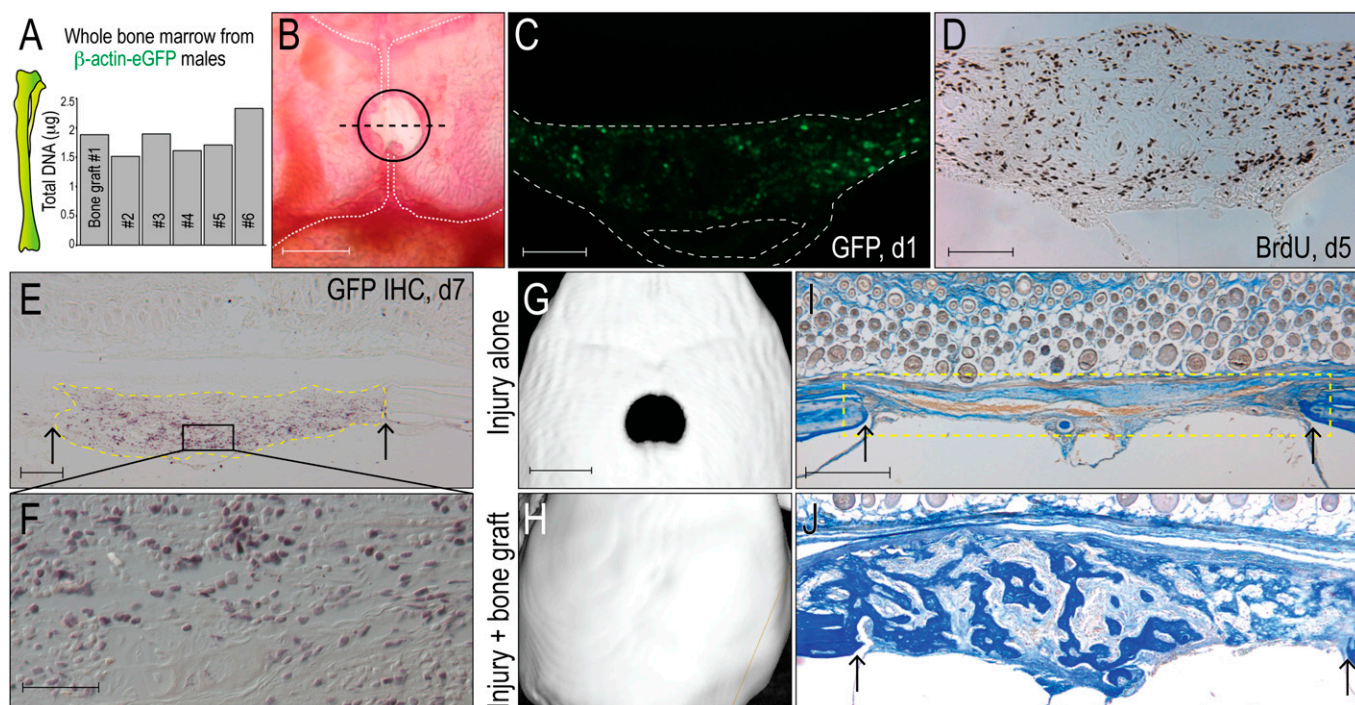 A
Whole bone marrow from
β-actin-eGFP males
Total DNA (µg)
2.5
2
1.5
1
0.5
0
Bone graft #1
#2
#3
#4
#5
#6
B
C
GFP, d1
D
BrdU, d5
E
GFP IHC, d7
F
G
Injury alone
H
Injury + bone graft
I
J